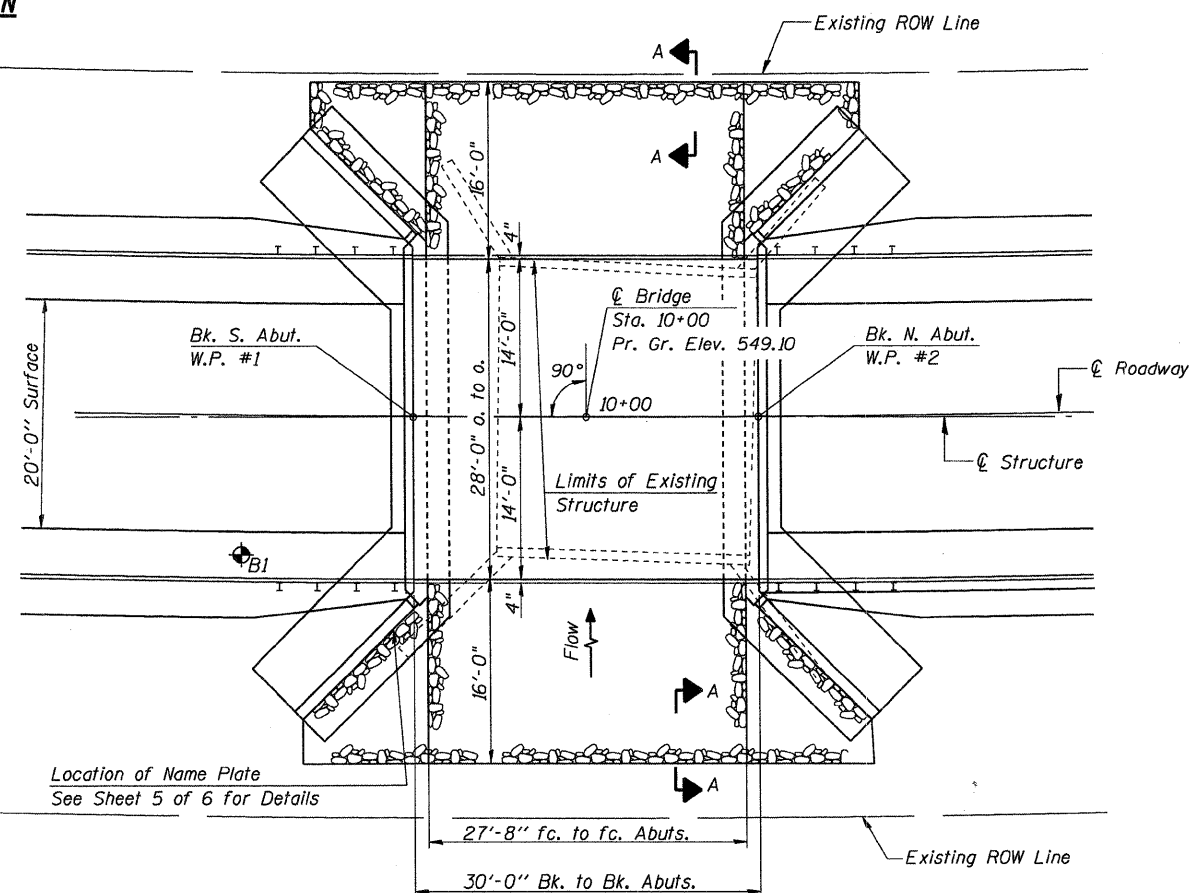 N
Existing ROW Line
A
A
16'-0"
4"
℄ Bridge
Sta. 10+00
Pr. Gr. Elev. 549.10
Bk. S. Abut.
W.P. #1
Bk. N. Abut.
W.P. #2
14'-0"
90°
10+00
℄ Roadway
20'-0" Surface
28'-0" o. to o.
℄ Structure
14'-0"
Limits of Existing
Structure
B1
4"
Flow
16'-0"
A
A
Location of Name Plate
See Sheet 5 of 6 for Details
27'-8" fc. to fc. Abuts.
Existing ROW Line
30'-0" Bk. to Bk. Abuts.